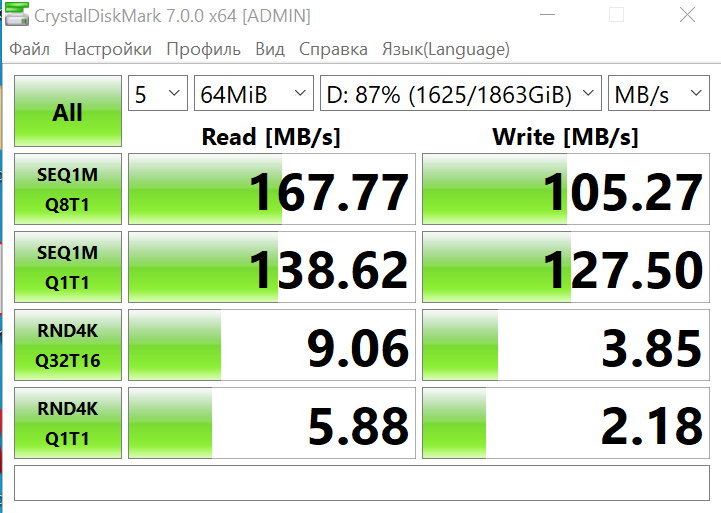 CrystalDiskMark 7.0.0 x64 [ADMIN]
Файл Настройки Профиль Вид Справка Язык(Language)
All 5 64MiB D: 87% (1625/1863GiB) MB/s
Read [MB/s] Write [MB/s]
SEQ1M
Q8T1 167.77 105.27
SEQ1M
Q1T1 138.62 127.50
RND4K
Q32T16 9.06 3.85
RND4K
Q1T1 5.88 2.18